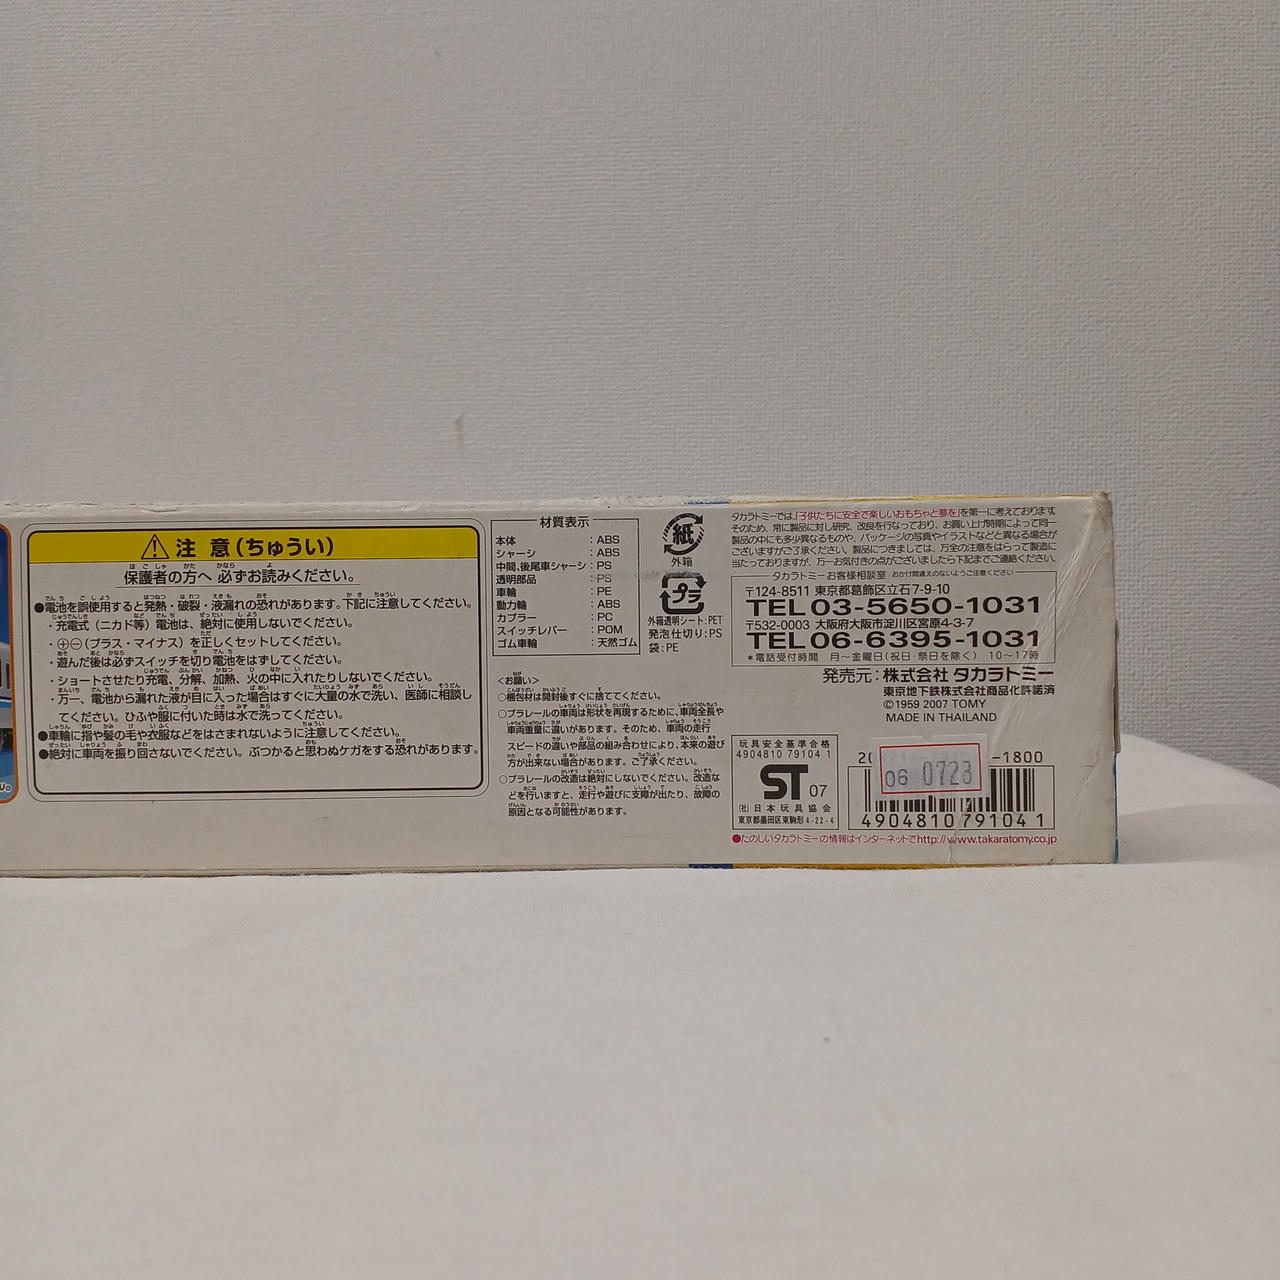 注 意(ちゅうい)
保護者の方へ 必ずお読みください。
●電池を誤使用すると発熱・破裂・液漏れの恐れがあります。下記に注意してください。
・充電式(ニカド等)電池は、絶対に使用しないでください。
・⊕⊖(プラス・マイナス)を正しくセットしてください。
・遊んだ後は必ずスイッチを切り電池をはずしてください。
・ショートさせたり充電、分解、加熱、火の中に入れたりしないでください。
・万一、電池から漏れた液が目に入った場合はすぐに大量の水で洗い、医師に相談し
てください。ひふや服に付いた時は水で洗ってください。
●車輪に指や髪の毛や衣服などをはさまれないように注意してください。
●絶対に車両を振り回さないでください。ぶつかると思わぬケガをする恐れがあります。
材質表示
本体 : ABS
シャーシ : ABS
中間、後尾車シャーシ : PS
透明部品 : PS
車輪 : PE
動力輪 : ABS
カプラー : PC
スイッチレバー : POM
ゴム車輪 : 天然ゴム
<お願い>
○梱包材は開封後すぐに捨ててください。
○プラレールの車両は形状を再現するために、車両全長や
車両重量に違いがあります。そのため、車両の走行
スピードの違いや部品の組み合わせにより、本来の遊び
方が出来ない場合があります。ご了承ください。
○プラレールの改造は絶対にしないでください。改造な
どを行いますと、走行や遊びに支障が出たり、故障の
原因となる可能性があります。
紙
外箱
プラ
外箱透明シート:PET
発泡仕切り:PS
袋:PE
タカラトミーでは、「子供たちに安全で楽しいおもちゃと夢を」を第一に考えております。
そのため、常に製品に対し研究、改良を行なっており、お買い上げ時期によって同一
製品の中にも多少異なるものや、パッケージの写真やイラストなどと異なる場合が
ございますがご了承ください。製品につきましては、万全の注意をはらって製造に
当たっておりますが、万一お気付きの点がございましたら下記までご連絡ください。
タカラトミーお客様相談室 おかけ間違えのないようご注意ください
〒124-8511 東京都葛飾区立石7-9-10
TEL 03-5650-1031
〒532-0003 大阪府大阪市淀川区宮原4-3-7
TEL 06-6395-1031
*電話受付時間 月〜金曜日(祝日・祭日を除く) 10〜17時
発売元:株式会社 タカラトミー
東京地下鉄株式会社商品化許諾済
©1959 2007 TOMY
MADE IN THAILAND
玩具安全基準合格
4904810 79104 1
ST 07
(社)日本玩具協会
東京都墨田区東駒形4-22-4
-1800
06 0723
4904810 791041
●たのしいタカラトミーの情報はインターネットでhttp://www.takaratomy.co.jp